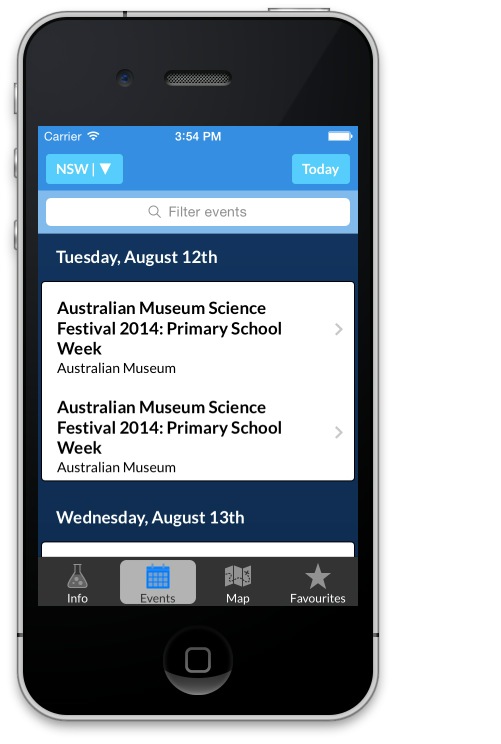 Carrier 3:54 PM
NSW | ▼ Today
Filter events
Tuesday, August 12th
Australian Museum Science
Festival 2014: Primary School
Week
Australian Museum
Australian Museum Science
Festival 2014: Primary School
Week
Australian Museum
Wednesday, August 13th
Info Events Map Favourites